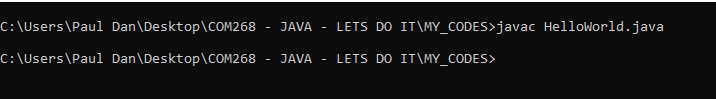 C:\Users\Paul Dan\Desktop\COM268 - JAVA - LETS DO IT\MY_CODES>javac HelloWorld.java
C:\Users\Paul Dan\Desktop\COM268 - JAVA - LETS DO IT\MY_CODES>